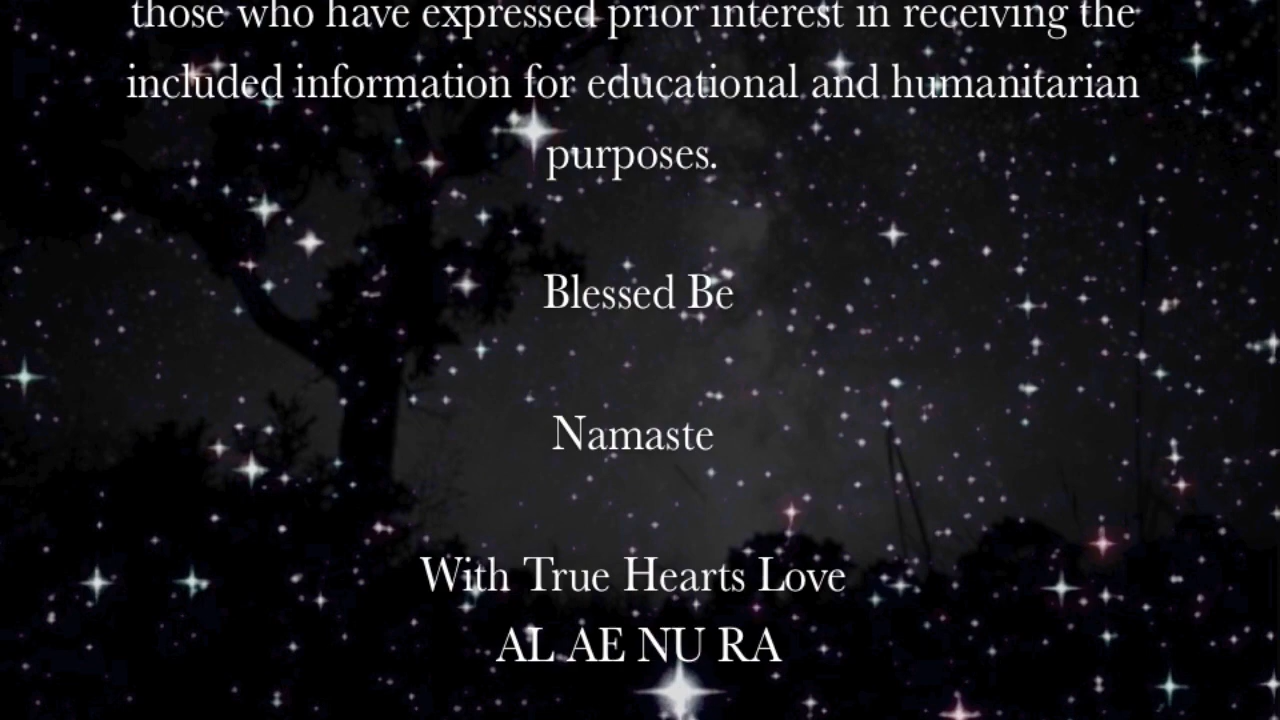 those who have expressed prior interest in receiving the
included information for educational and humanitarian
purposes.
Blessed Be
Namaste
With True Hearts Love
AL AE NU RA